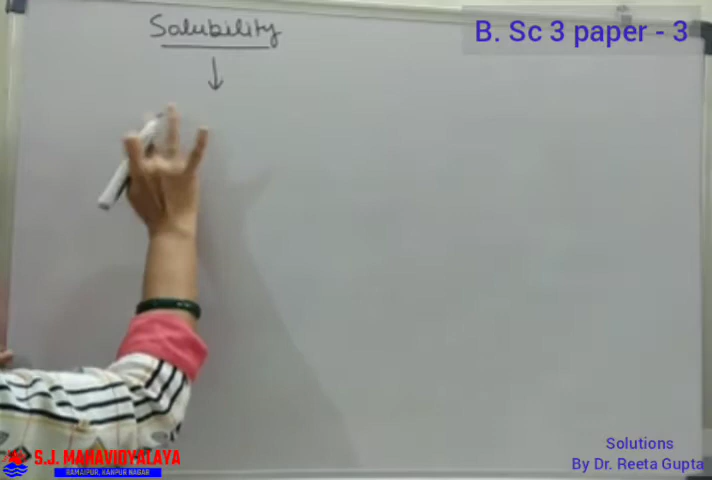 Solubility
B. Sc 3 paper - 3
Solutions
By Dr. Reeta Gupta
S.J. MAHAVIDYALAYA
RAMAIPUR, KANPUR NAGAR